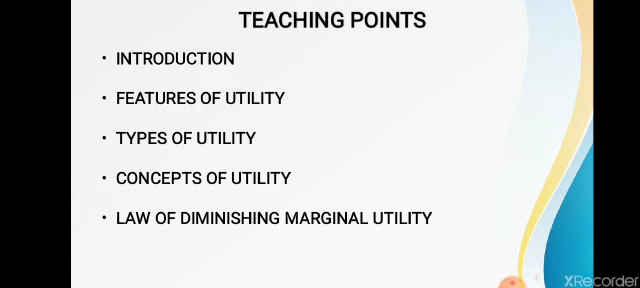 TEACHING POINTS
• INTRODUCTION
• FEATURES OF UTILITY
• TYPES OF UTILITY
• CONCEPTS OF UTILITY
• LAW OF DIMINISHING MARGINAL UTILITY
XRecorder